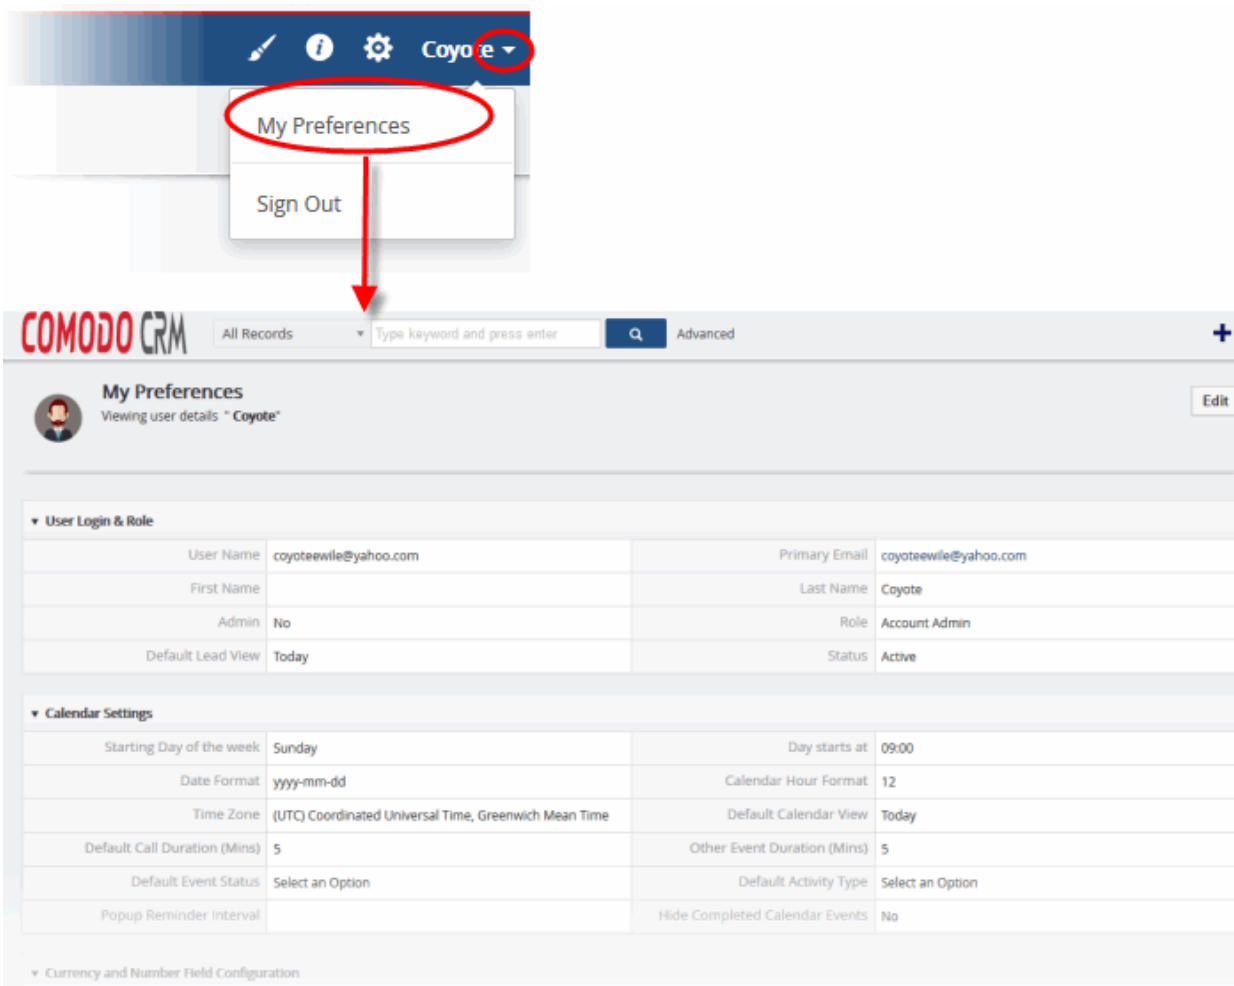 Coyote
My Preferences
Sign Out
COMODO CRM All Records Type keyword and press enter Advanced
My Preferences
Viewing user details " Coyote"
Edit
User Login & Role
User Name coyoteewile@yahoo.com Primary Email coyoteewile@yahoo.com
First Name Last Name Coyote
Admin No Role Account Admin
Default Lead View Today Status Active
Calendar Settings
Starting Day of the week Sunday Day starts at 09:00
Date Format yyyy-mm-dd Calendar Hour Format 12
Time Zone (UTC) Coordinated Universal Time, Greenwich Mean Time Default Calendar View Today
Default Call Duration (Mins) 5 Other Event Duration (Mins) 5
Default Event Status Select an Option Default Activity Type Select an Option
Popup Reminder Interval Hide Completed Calendar Events No
Currency and Number Field Configuration